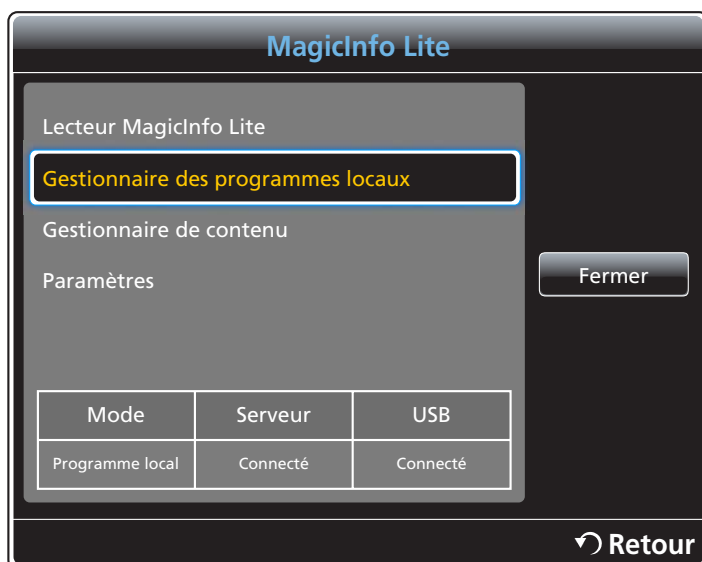 MagicInfo Lite
Lecteur MagicInfo Lite
Gestionnaire des programmes locaux
Gestionnaire de contenu
Paramètres
Fermer
Mode Serveur USB
Programme local Connecté Connecté
Retour